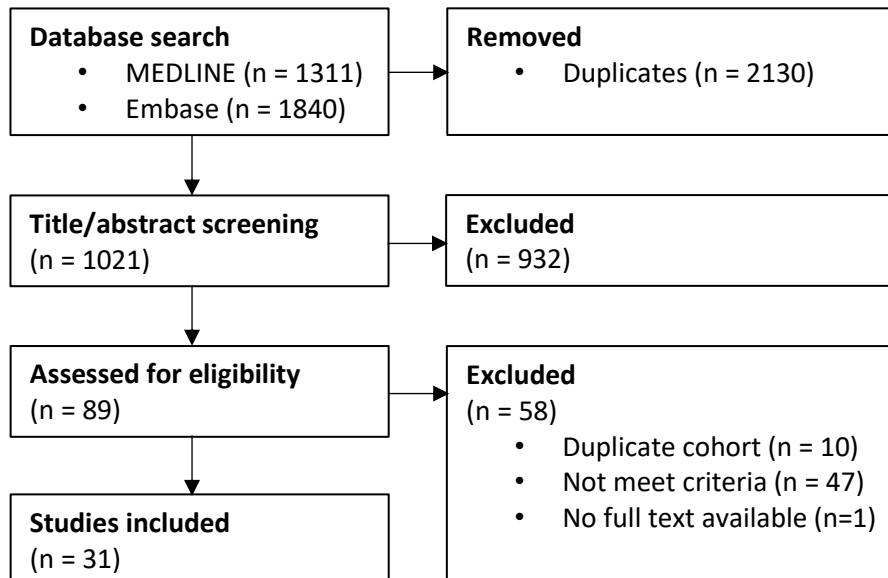 Database search
• MEDLINE (n = 1311)
• Embase (n = 1840)
Removed
• Duplicates (n = 2130)
Title/abstract screening
(n = 1021)
Excluded
(n = 932)
Assessed for eligibility
(n = 89)
Excluded
(n = 58)
• Duplicate cohort (n = 10)
• Not meet criteria (n = 47)
• No full text available (n=1)
Studies included
(n = 31)